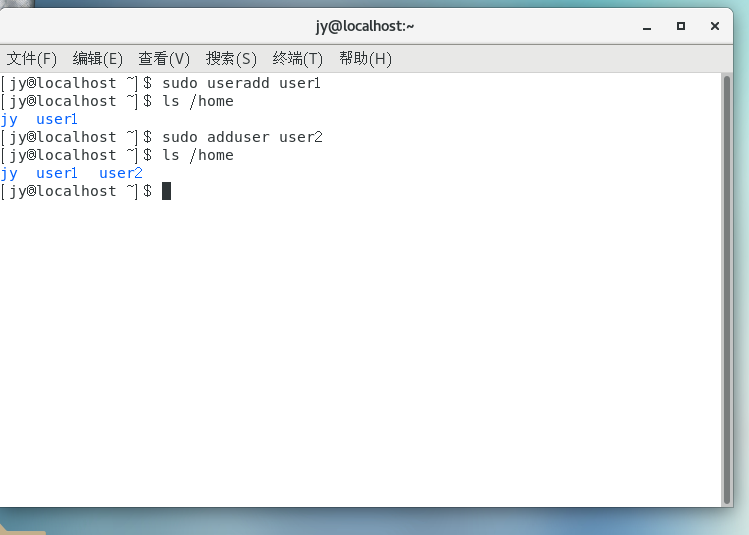 jy@localhost:~
文件(F) 编辑(E) 查看(V) 搜索(S) 终端(T) 帮助(H)
[jy@localhost ~]$ sudo useradd user1
[jy@localhost ~]$ ls /home
jy  user1
[jy@localhost ~]$ sudo adduser user2
[jy@localhost ~]$ ls /home
jy  user1  user2
[jy@localhost ~]$